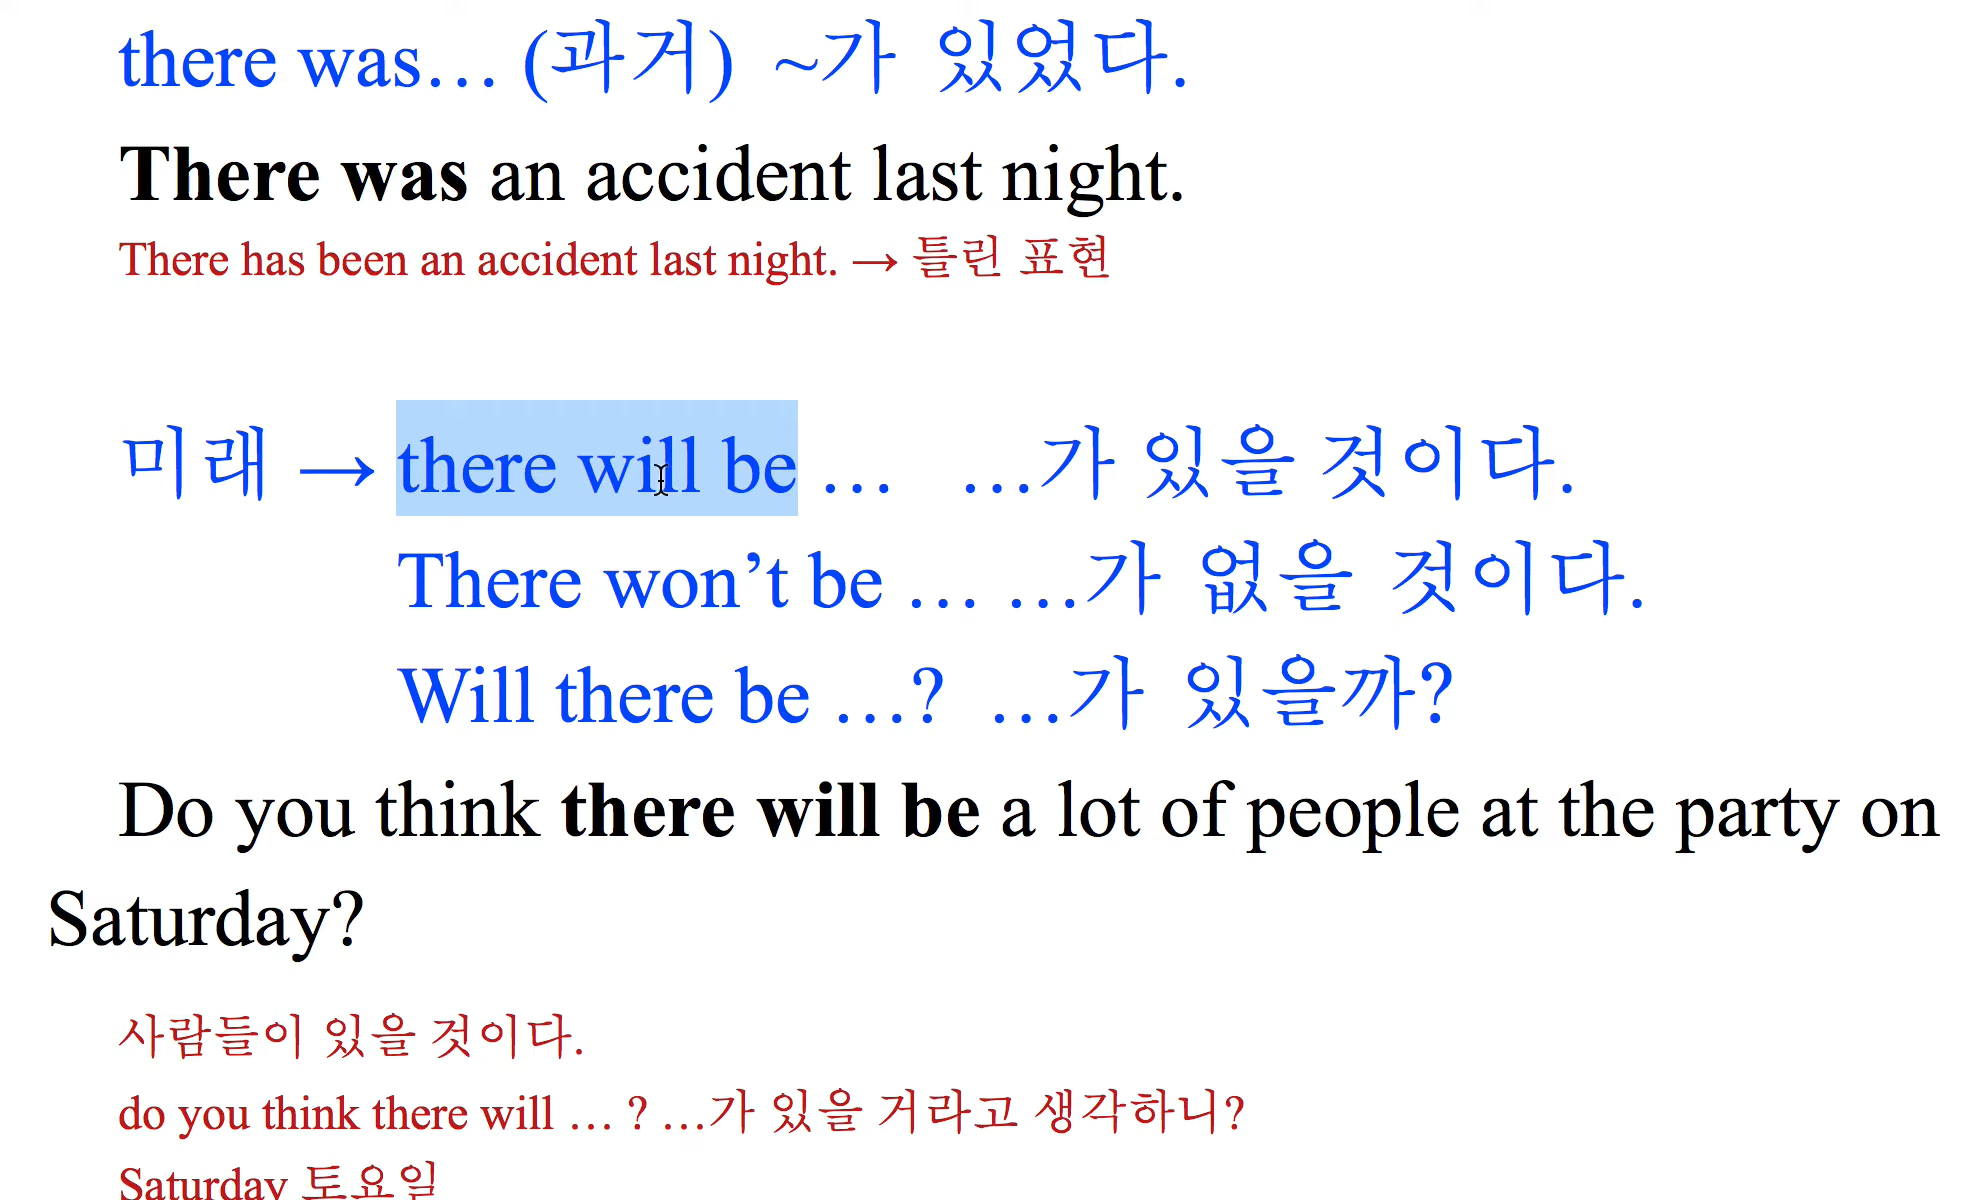 there was… (과거) ~가 있었다.
There was an accident last night.
There has been an accident last night. → 틀린 표현
미래 → there will be … …가 있을 것이다.
There won’t be … …가 없을 것이다.
Will there be …? …가 있을까?
Do you think there will be a lot of people at the party on
Saturday?
사람들이 있을 것이다.
do you think there will … ? …가 있을 거라고 생각하니?
Saturday 토요일